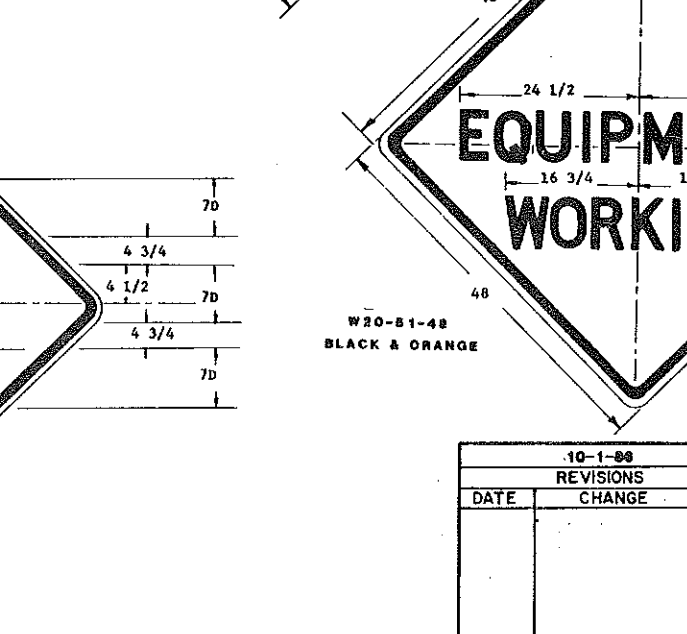 24 1/2
EQUIPM
16 3/4
WORKI
48
W20-51-48
BLACK & ORANGE
7D
4 3/4
4 1/2
7D
4 3/4
7D
10-1-86
REVISIONS
DATE CHANGE